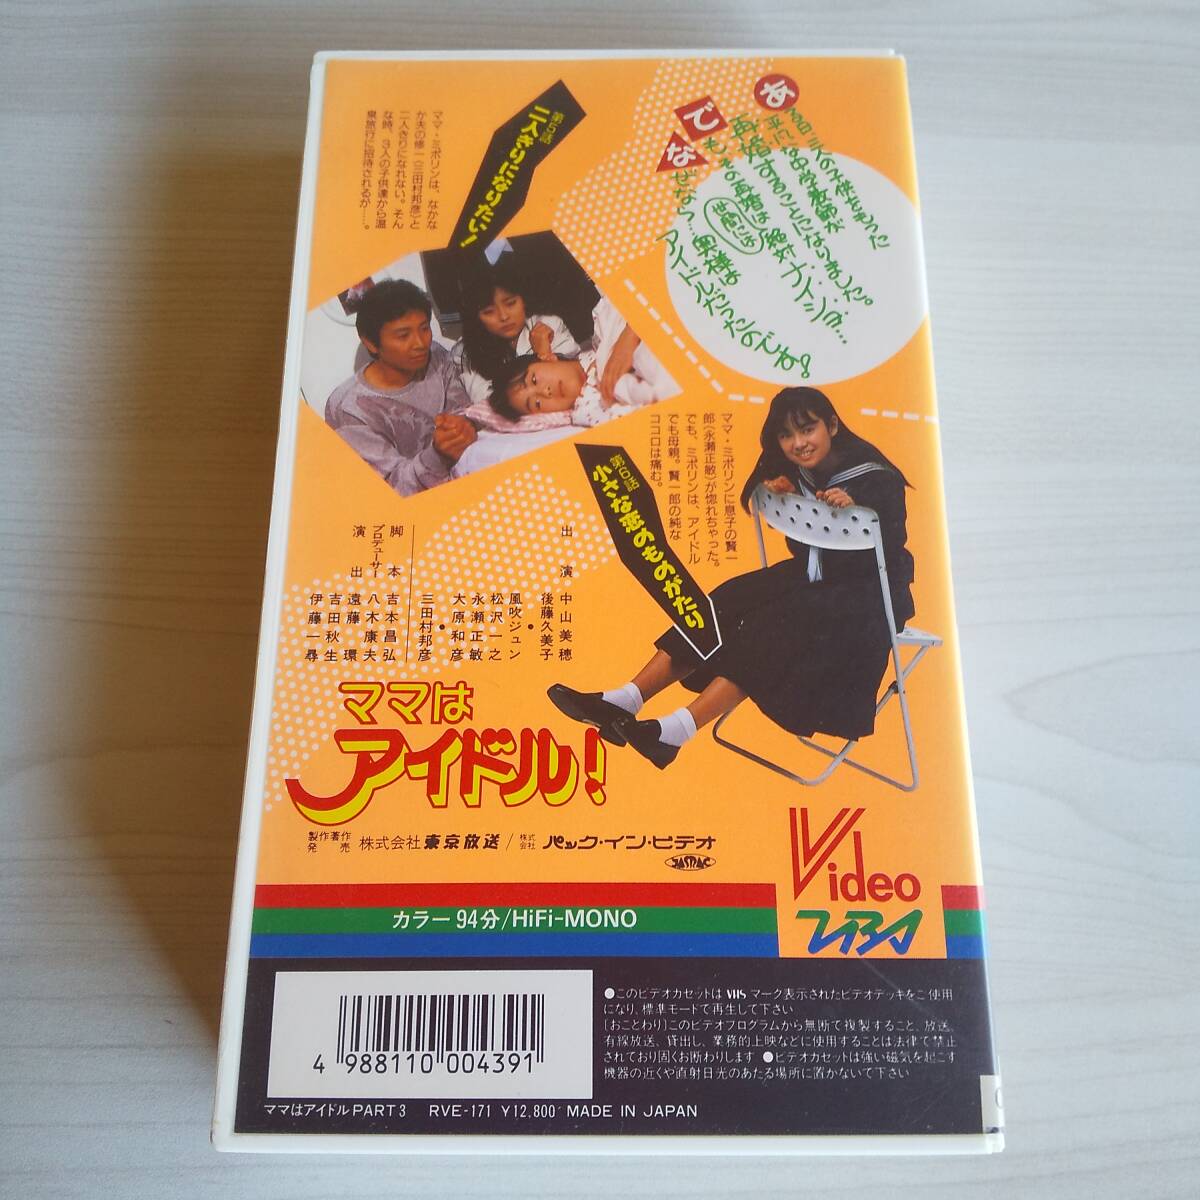 ある日、三人の子供をもった
平凡な中学教師が
再婚することになりました。
でもその再婚は世間には絶対ナイショ…
なぜなら?…奥様は
アイドルだったのです。
第5話
二人きりになりたい!
ママ・ミポリンは、なかな
か夫の修一(三田村邦彦)と
二人きりになれない。そん
な時、3人の子供達から温
泉旅行に招待されるが……。
ママ・ミポリンに息子の賢一
郎(永瀬正敏)が惚れちゃった。
でも、ミポリンは、アイドル
でも母親。賢一郎の純な
ココロは痛む。
第6話
小さな恋のものがたり
出演
中山美穂
後藤久美子
●
風吹ジュン
松沢一之
永瀬正敏
大原和彦
●
三田村邦彦
脚本 吉本昌弘
プロデューサー 八木康夫
遠藤環
演出 吉田秋生
伊藤一尋
ママは
アイドル!
製作著作
発売
株式会社 東京放送/株式会社 パック・イン・ビデオ
JASRAC
Video
TBS
カラー 94分/HiFi-MONO
4 988110 004391
●このビデオカセットは VHS マーク表示されたビデオデッキをご使用
になり、標準モードで再生して下さい
[おことわり]このビデオプログラムから無断で複製すること、放送、
有線放送、貸出し、業務的上映などに使用することは法律で禁止
されており固くお断わりします ●ビデオカセットは強い磁気を起こす
機器の近くや直射日光のあたる場所に置かないで下さい
ママはアイドル PART 3 RVE-171 ¥12,800 MADE IN JAPAN